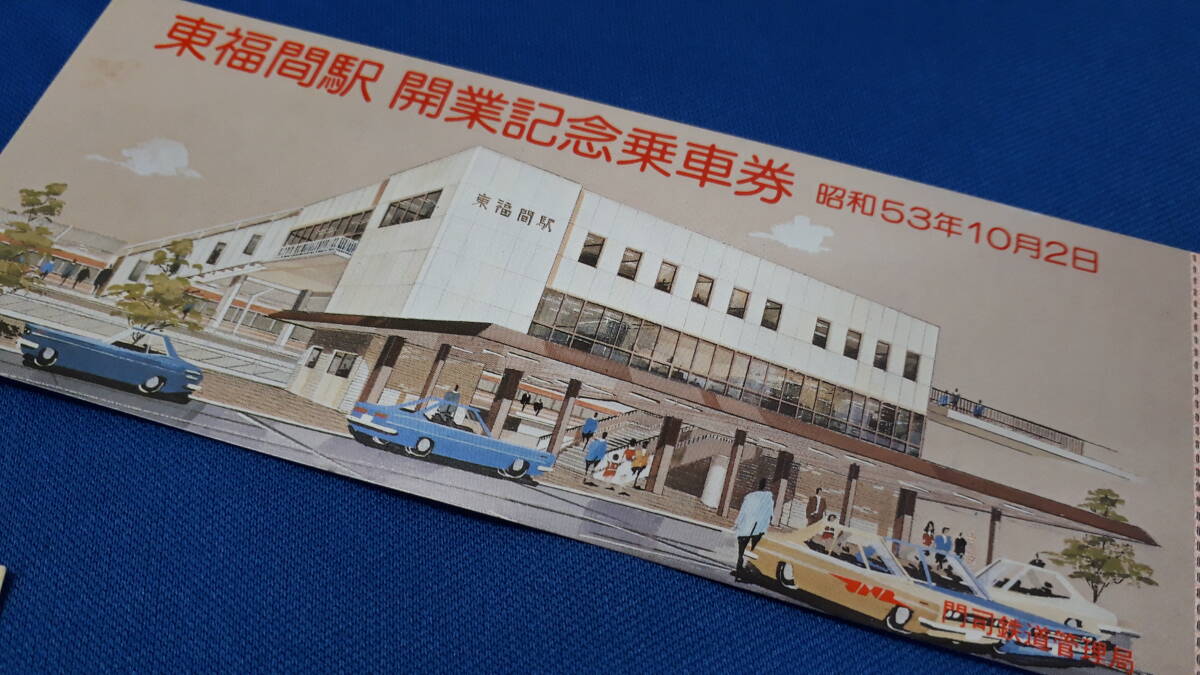 東福間駅 開業記念乗車券 昭和53年10月2日
東福間駅
門司鉄道管理局